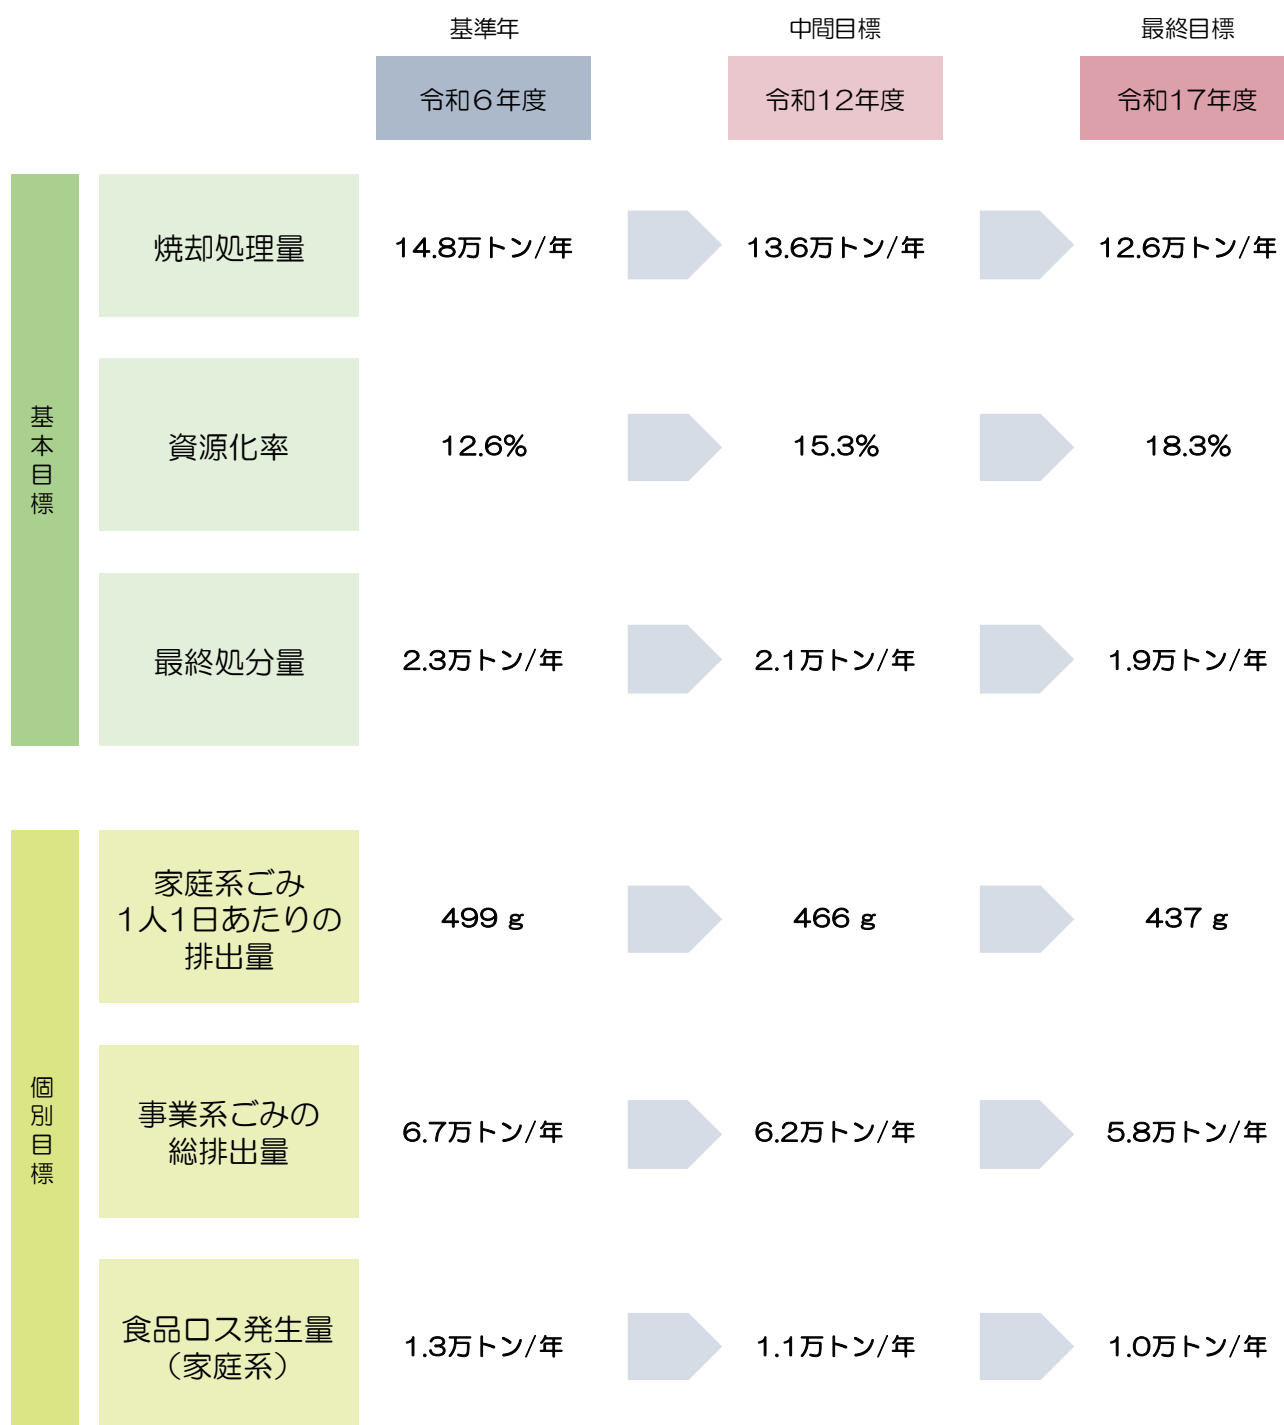 基準年
中間目標
最終目標
令和６年度
令和12年度
令和17年度
基本目標
焼却処理量
14.8万トン/年
13.6万トン/年
12.6万トン/年
資源化率
12.6%
15.3%
18.3%
最終処分量
2.3万トン/年
2.1万トン/年
1.9万トン/年
個別目標
家庭系ごみ
1人1日あたりの
排出量
499ｇ
466ｇ
437ｇ
事業系ごみの
総排出量
6.7万トン/年
6.2万トン/年
5.8万トン/年
食品ロス発生量
（家庭系）
1.3万トン/年
1.1万トン/年
1.0万トン/年